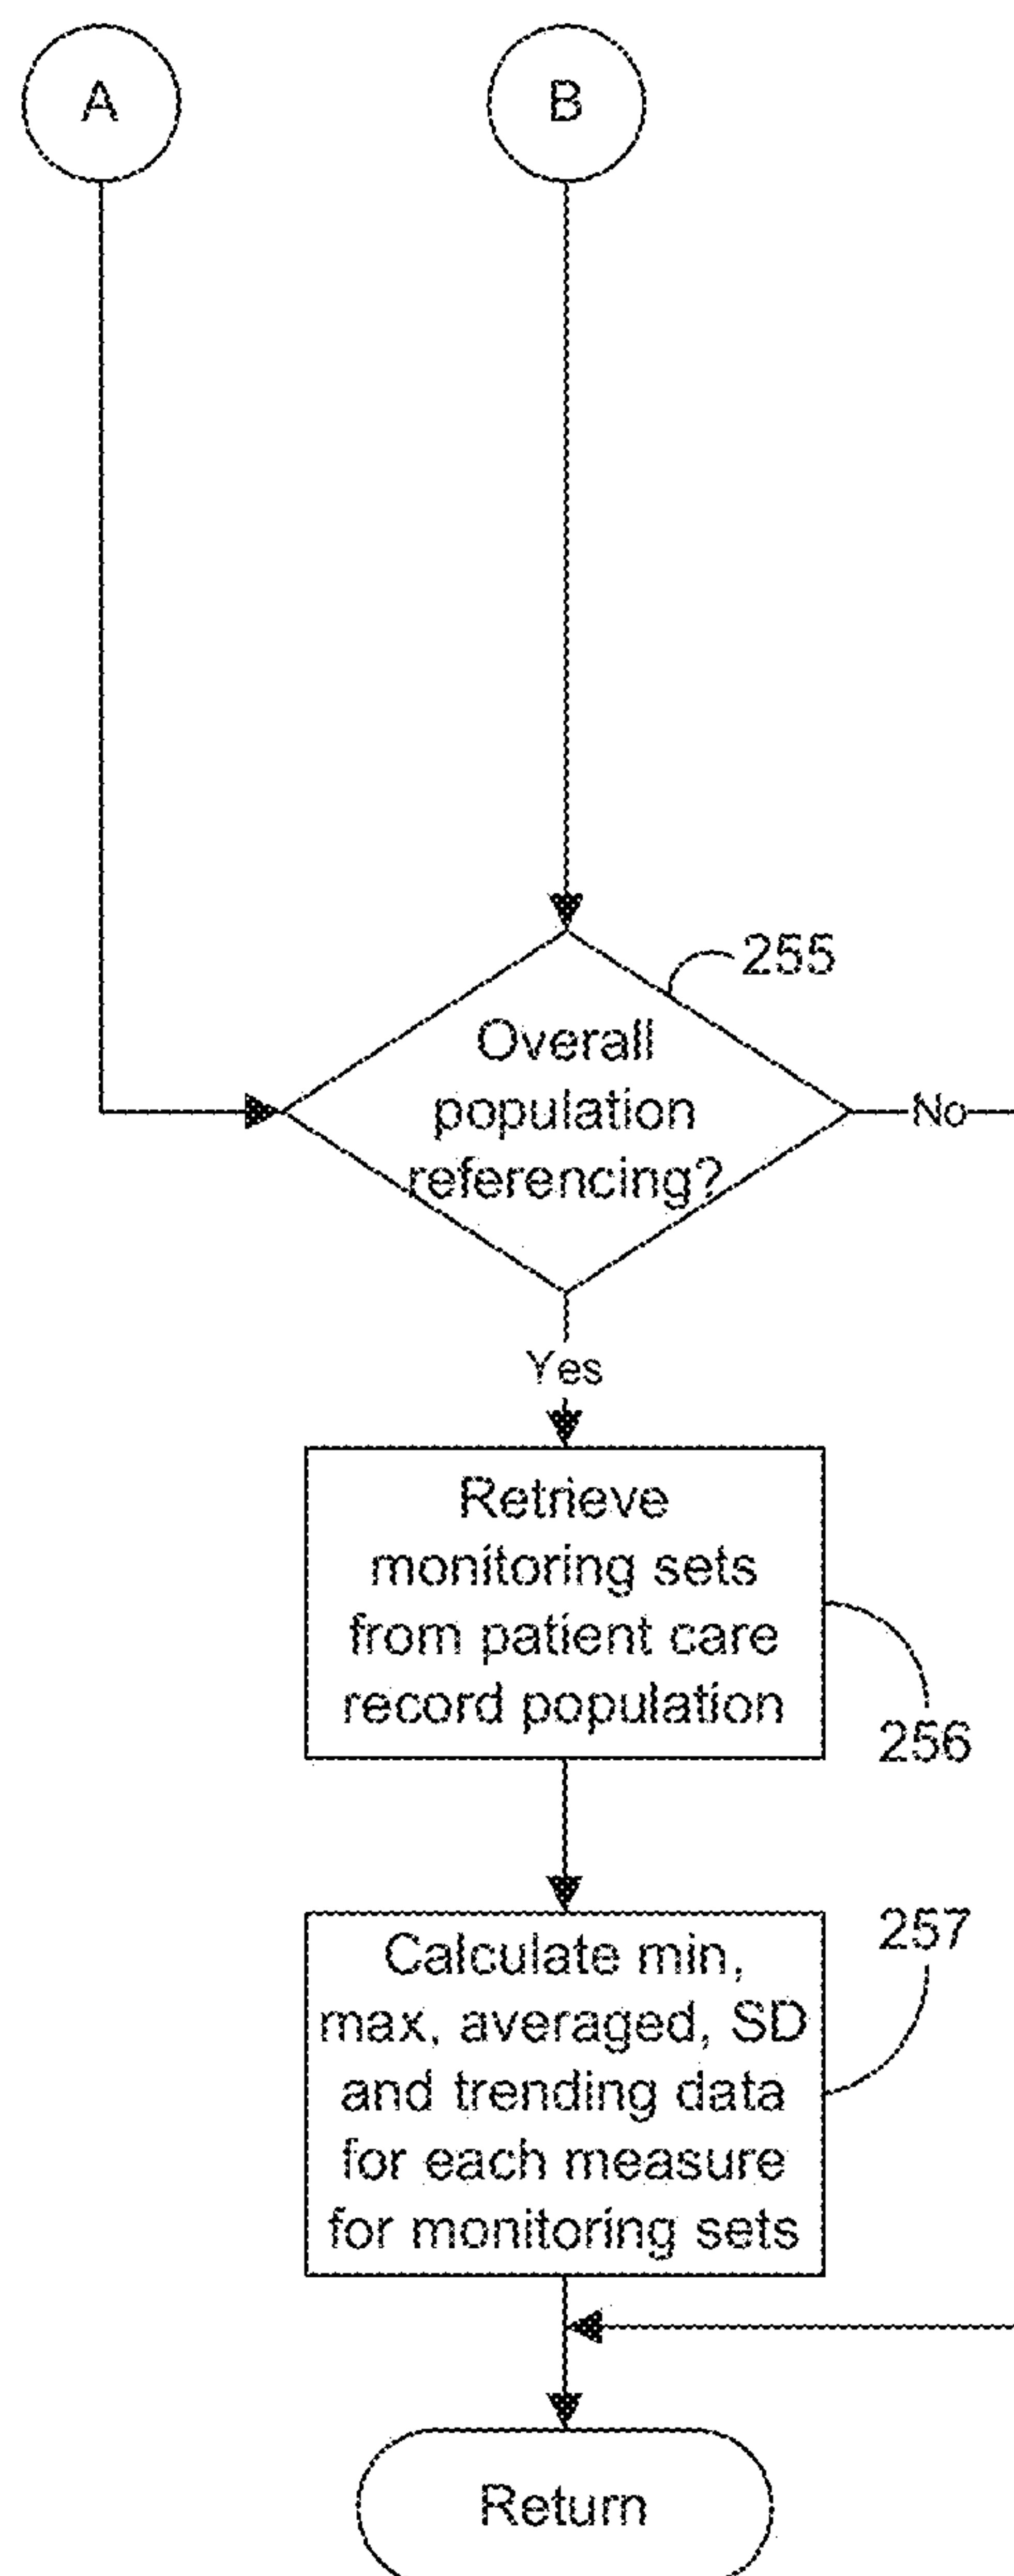 A
B
255
Overall
population
referencing?
No
Yes
Retrieve
monitoring sets
from patient care
record population
256
257
Calculate min,
max, averaged, SD
and trending data
for each measure
for monitoring sets
Return